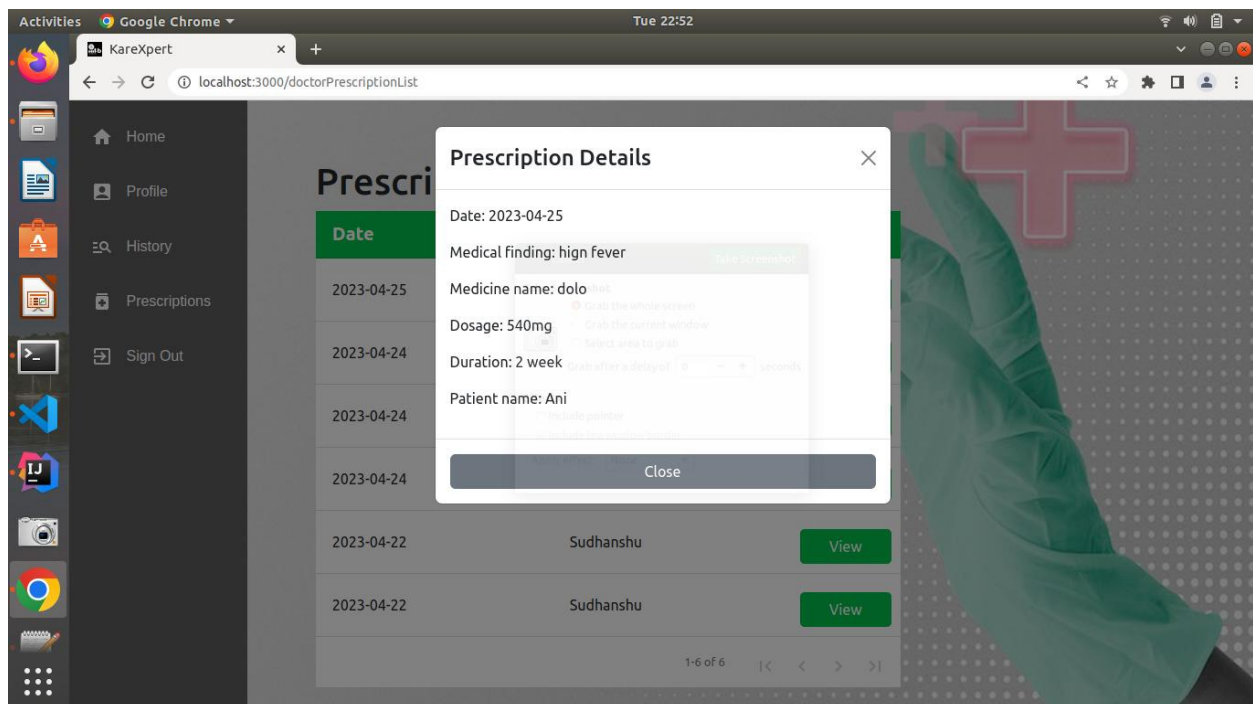 Activities Google Chrome Tue 22:52
KareXpert
localhost:3000/doctorPrescriptionList
Home
Profile
History
Prescriptions
Sign Out
Prescri
Date
2023-04-25
2023-04-24
2023-04-24
2023-04-24
2023-04-22 Sudhanshu View
2023-04-22 Sudhanshu View
1-6 of 6
Prescription Details
Date: 2023-04-25
Medical finding: hign fever
Medicine name: dolo
Dosage: 540mg
Duration: 2 week
Patient name: Ani
Close
Take Screenshot
Grab the whole screen
Grab the current window
Select area to grab
Grab after a delay of 0 - + seconds
Include pointer